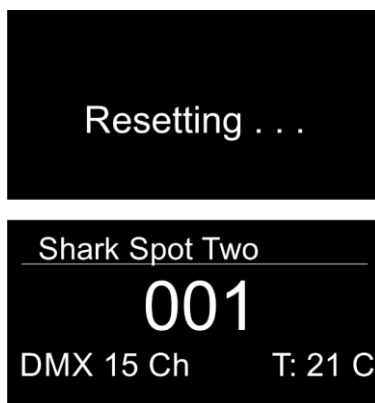 Resetting . . .
Shark Spot Two
001
DMX 15 Ch T: 21 C